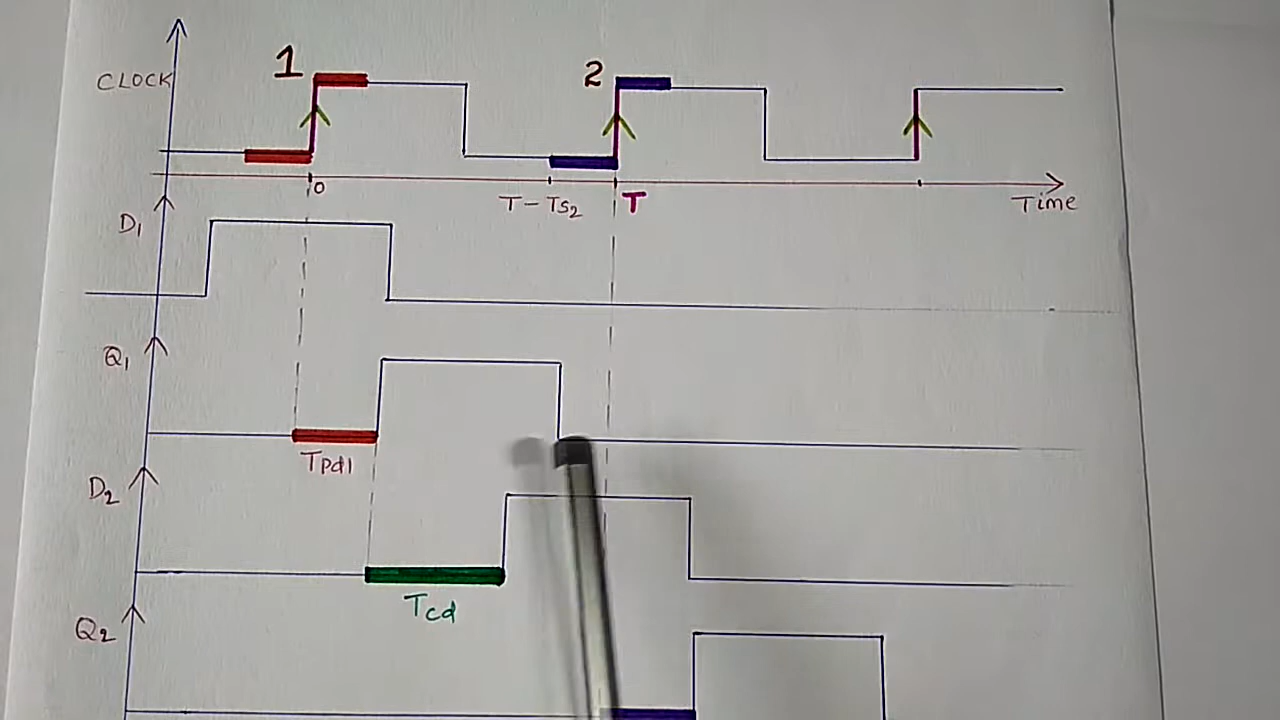 1
2
CLOCK
0
T-Ts₂
T
Time
D₁
Q₁
Tpd1
D₂
Tcd
Q₂